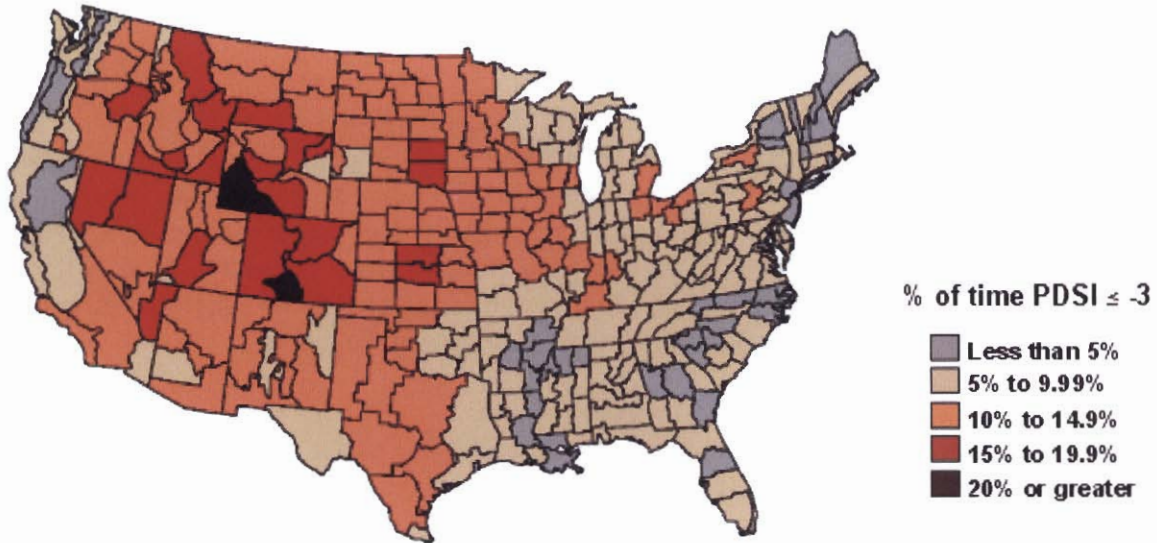 % of time PDSI ≤ -3
Less than 5%
5% to 9.99%
10% to 14.9%
15% to 19.9%
20% or greater